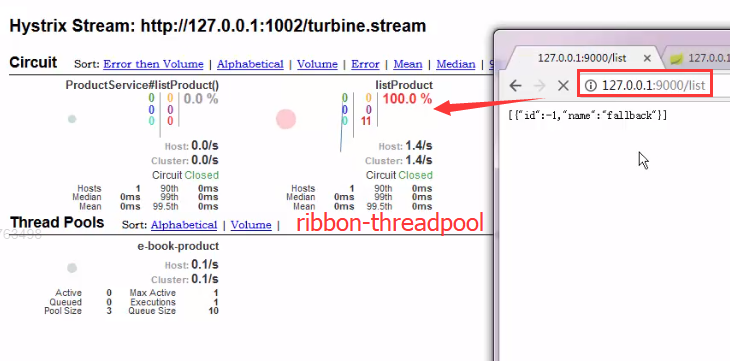 Hystrix Stream: http://127.0.0.1:1002/turbine.stream
Circuit Sort: Error then Volume | Alphabetical | Volume | Error | Mean | Median |
ProductService#listProduct()
0 0 0.0 %
0 0
0 0
Host: 0.0/s
Cluster: 0.0/s
Circuit Closed
Hosts 1 90th 0ms
Median 0ms 99th 0ms
Mean 0ms 99.5th 0ms
listProduct
0 0 100.0 %
0 0
0 11
Host: 1.4/s
Cluster: 1.4/s
Circuit Closed
Hosts 1 90th 0ms
Median 0ms 99th 0ms
Mean 0ms 99.5th 0ms
Thread Pools Sort: Alphabetical | Volume |
ribbon-threadpool
e-book-product
Host: 0.1/s
Cluster: 0.1/s
Active 0 Max Active 1
Queued 0 Executions 1
Pool Size 3 Queue Size 10
127.0.0.1:9000/list
127.0.0.1
127.0.0.1:9000/list
[{"id":-1,"name":"fallback"}]